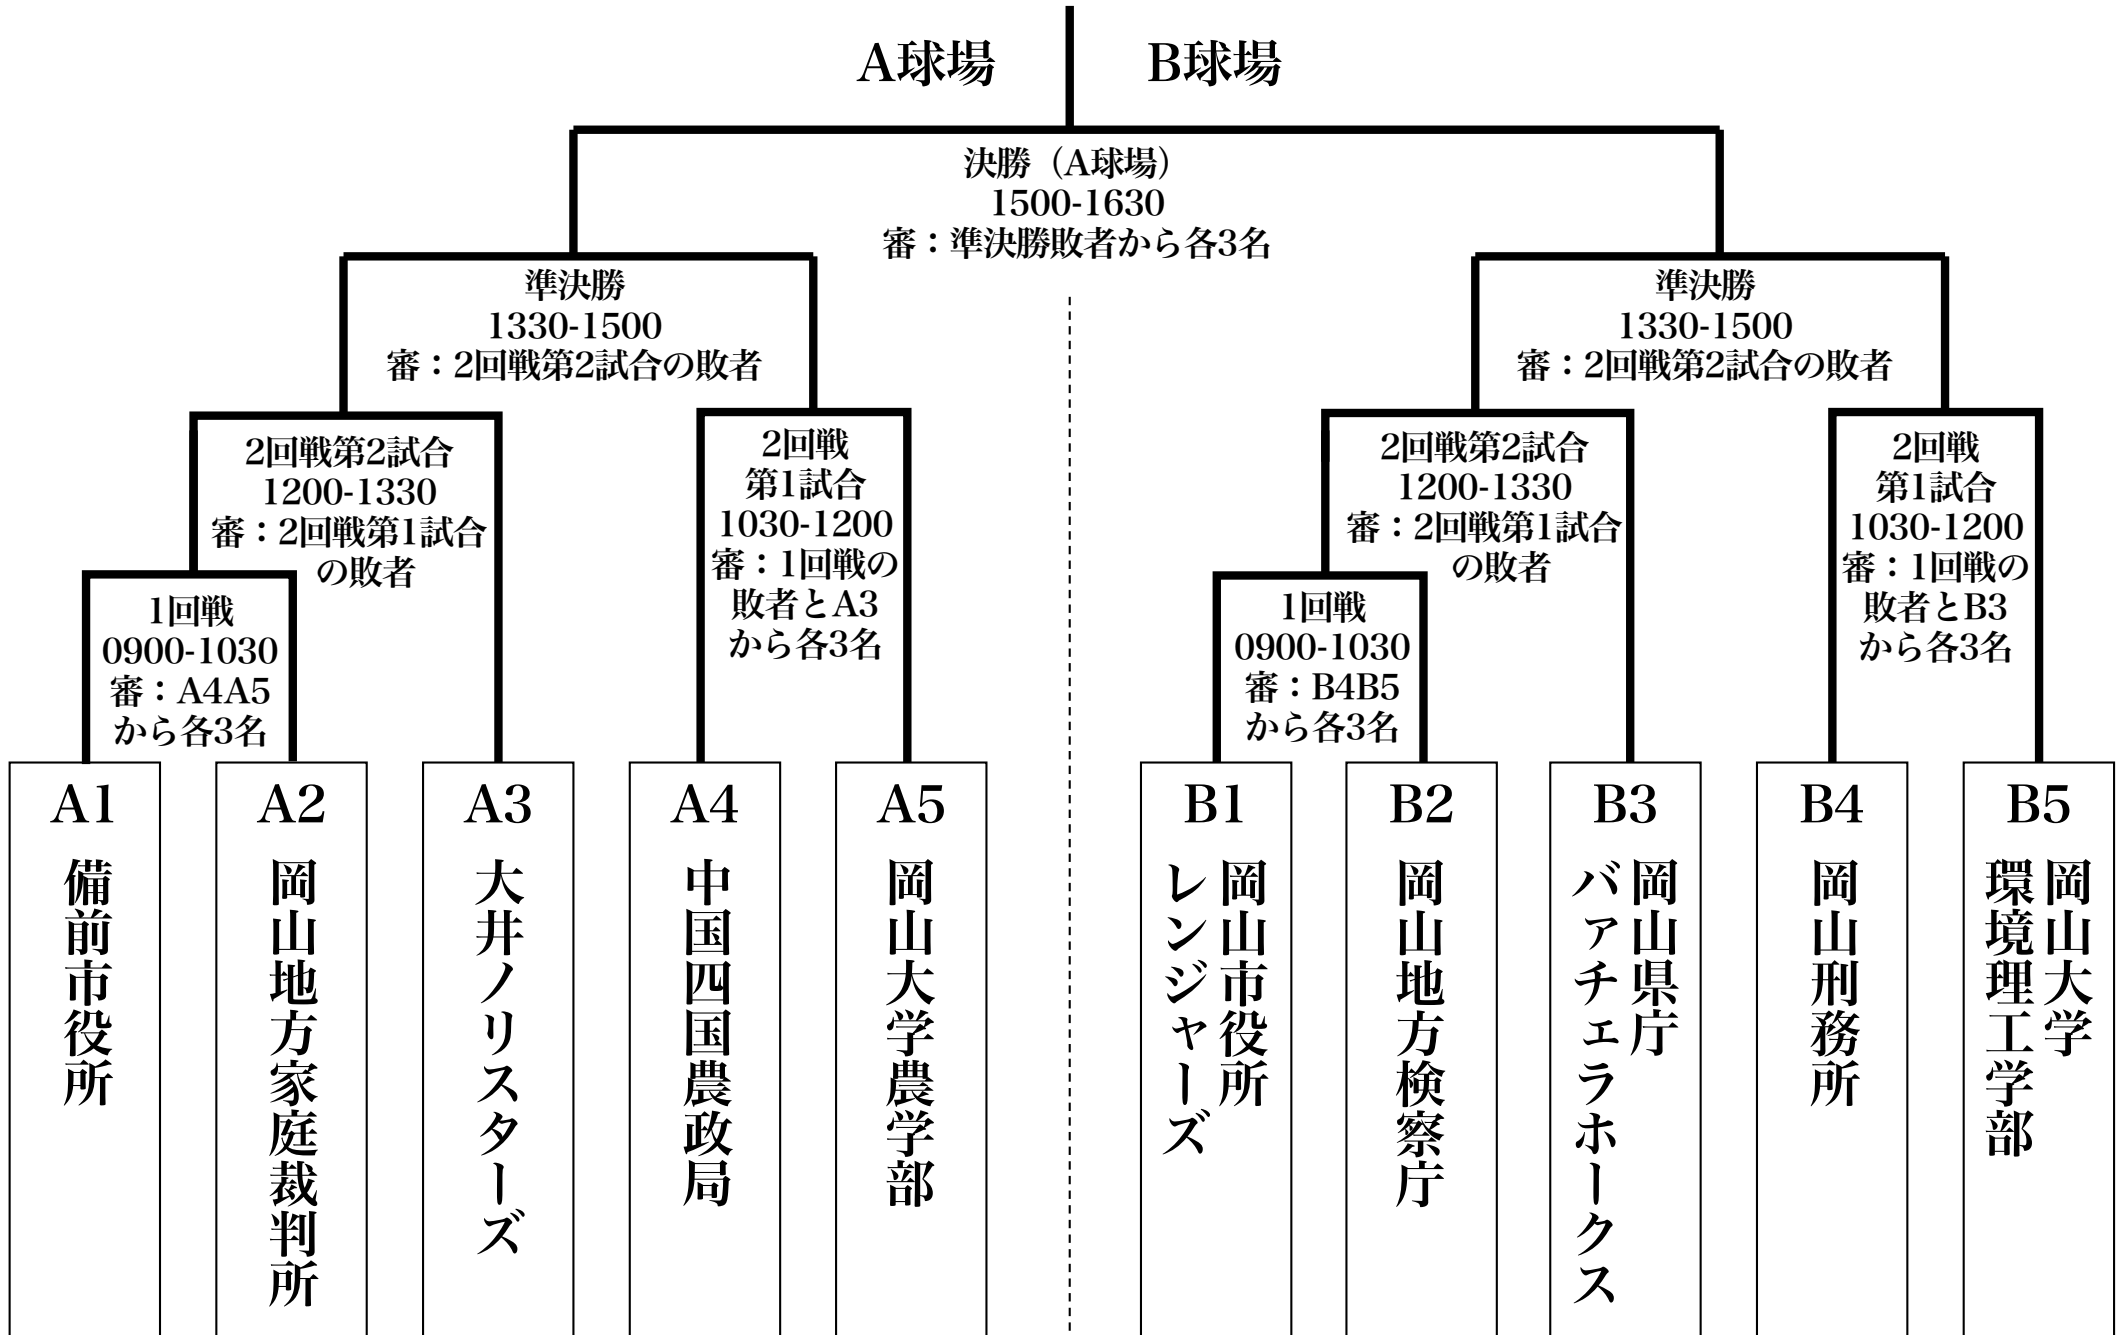 A球場
B球場
決勝（A球場）
1500-1630
審：準決勝敗者から各3名
準決勝
1330-1500
審：2回戦第2試合の敗者
準決勝
1330-1500
審：2回戦第2試合の敗者
2回戦第2試合
1200-1330
審：2回戦第1試合
の敗者
2回戦
第1試合
1030-1200
審：1回戦の
敗者とA3
から各3名
2回戦第2試合
1200-1330
審：2回戦第1試合
の敗者
2回戦
第1試合
1030-1200
審：1回戦の
敗者とB3
から各3名
1回戦
0900-1030
審：A4A5
から各3名
1回戦
0900-1030
審：B4B5
から各3名
A1
備前市役所
A2
岡山地方家庭裁判所
A3
大井ノリスターズ
A4
中国四国農政局
A5
岡山大学農学部
B1
岡山市役所
レンジャーズ
B2
岡山地方検察庁
B3
岡山県庁
バァチェラホークス
B4
岡山刑務所
B5
岡山大学
環境理工学部